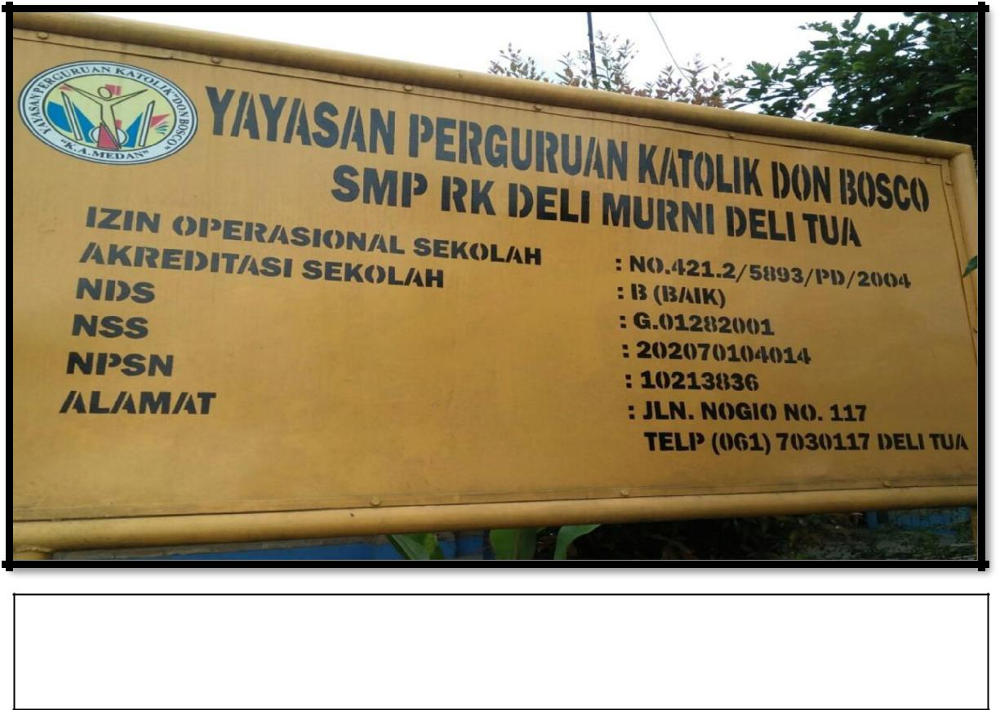 YAYASAN PERGURUAN KATOLIK "DON BOSCO"
"K.A. MEDAN"
YAYASAN PERGURUAN KATOLIK DON BOSCO
SMP RK DELI MURNI DELI TUA
IZIN OPERASIONAL SEKOLAH : NO.421.2/5893/PD/2004
AKREDITASI SEKOLAH : B (BAIK)
NDS : G.01282001
NSS : 202070104014
NPSN : 10213836
ALAMAT : JLN. NOGIO NO. 117
TELP (061) 7030117 DELI TUA